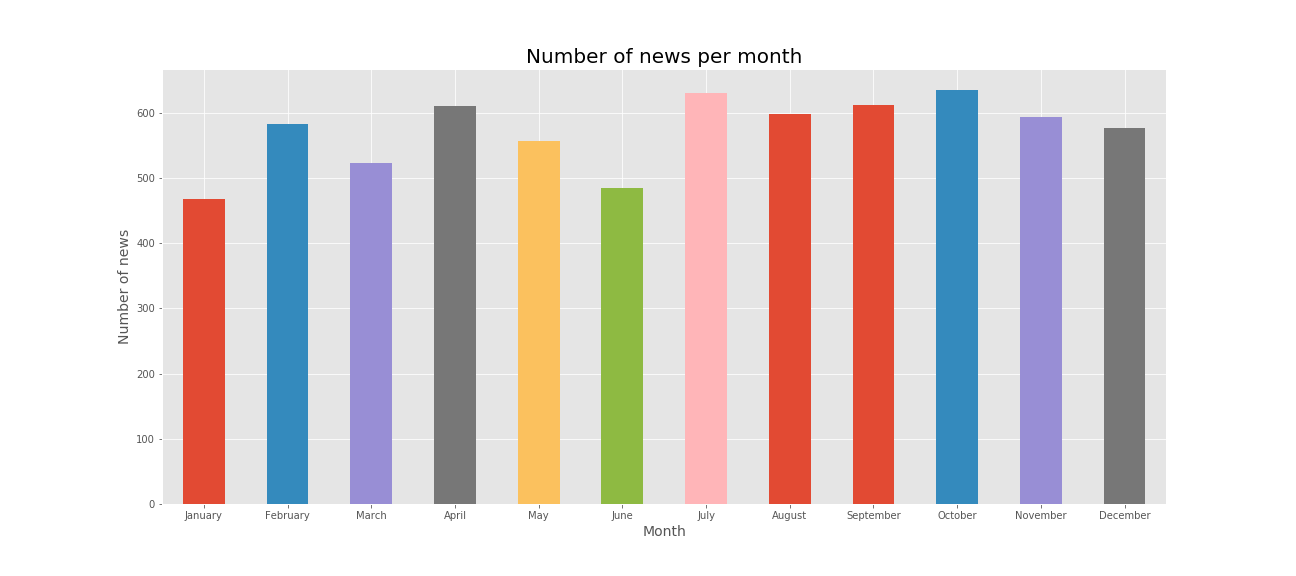 Number of news per month
Number of news
600
500
400
300
200
100
0
January February March April May June July August September October November December
Month